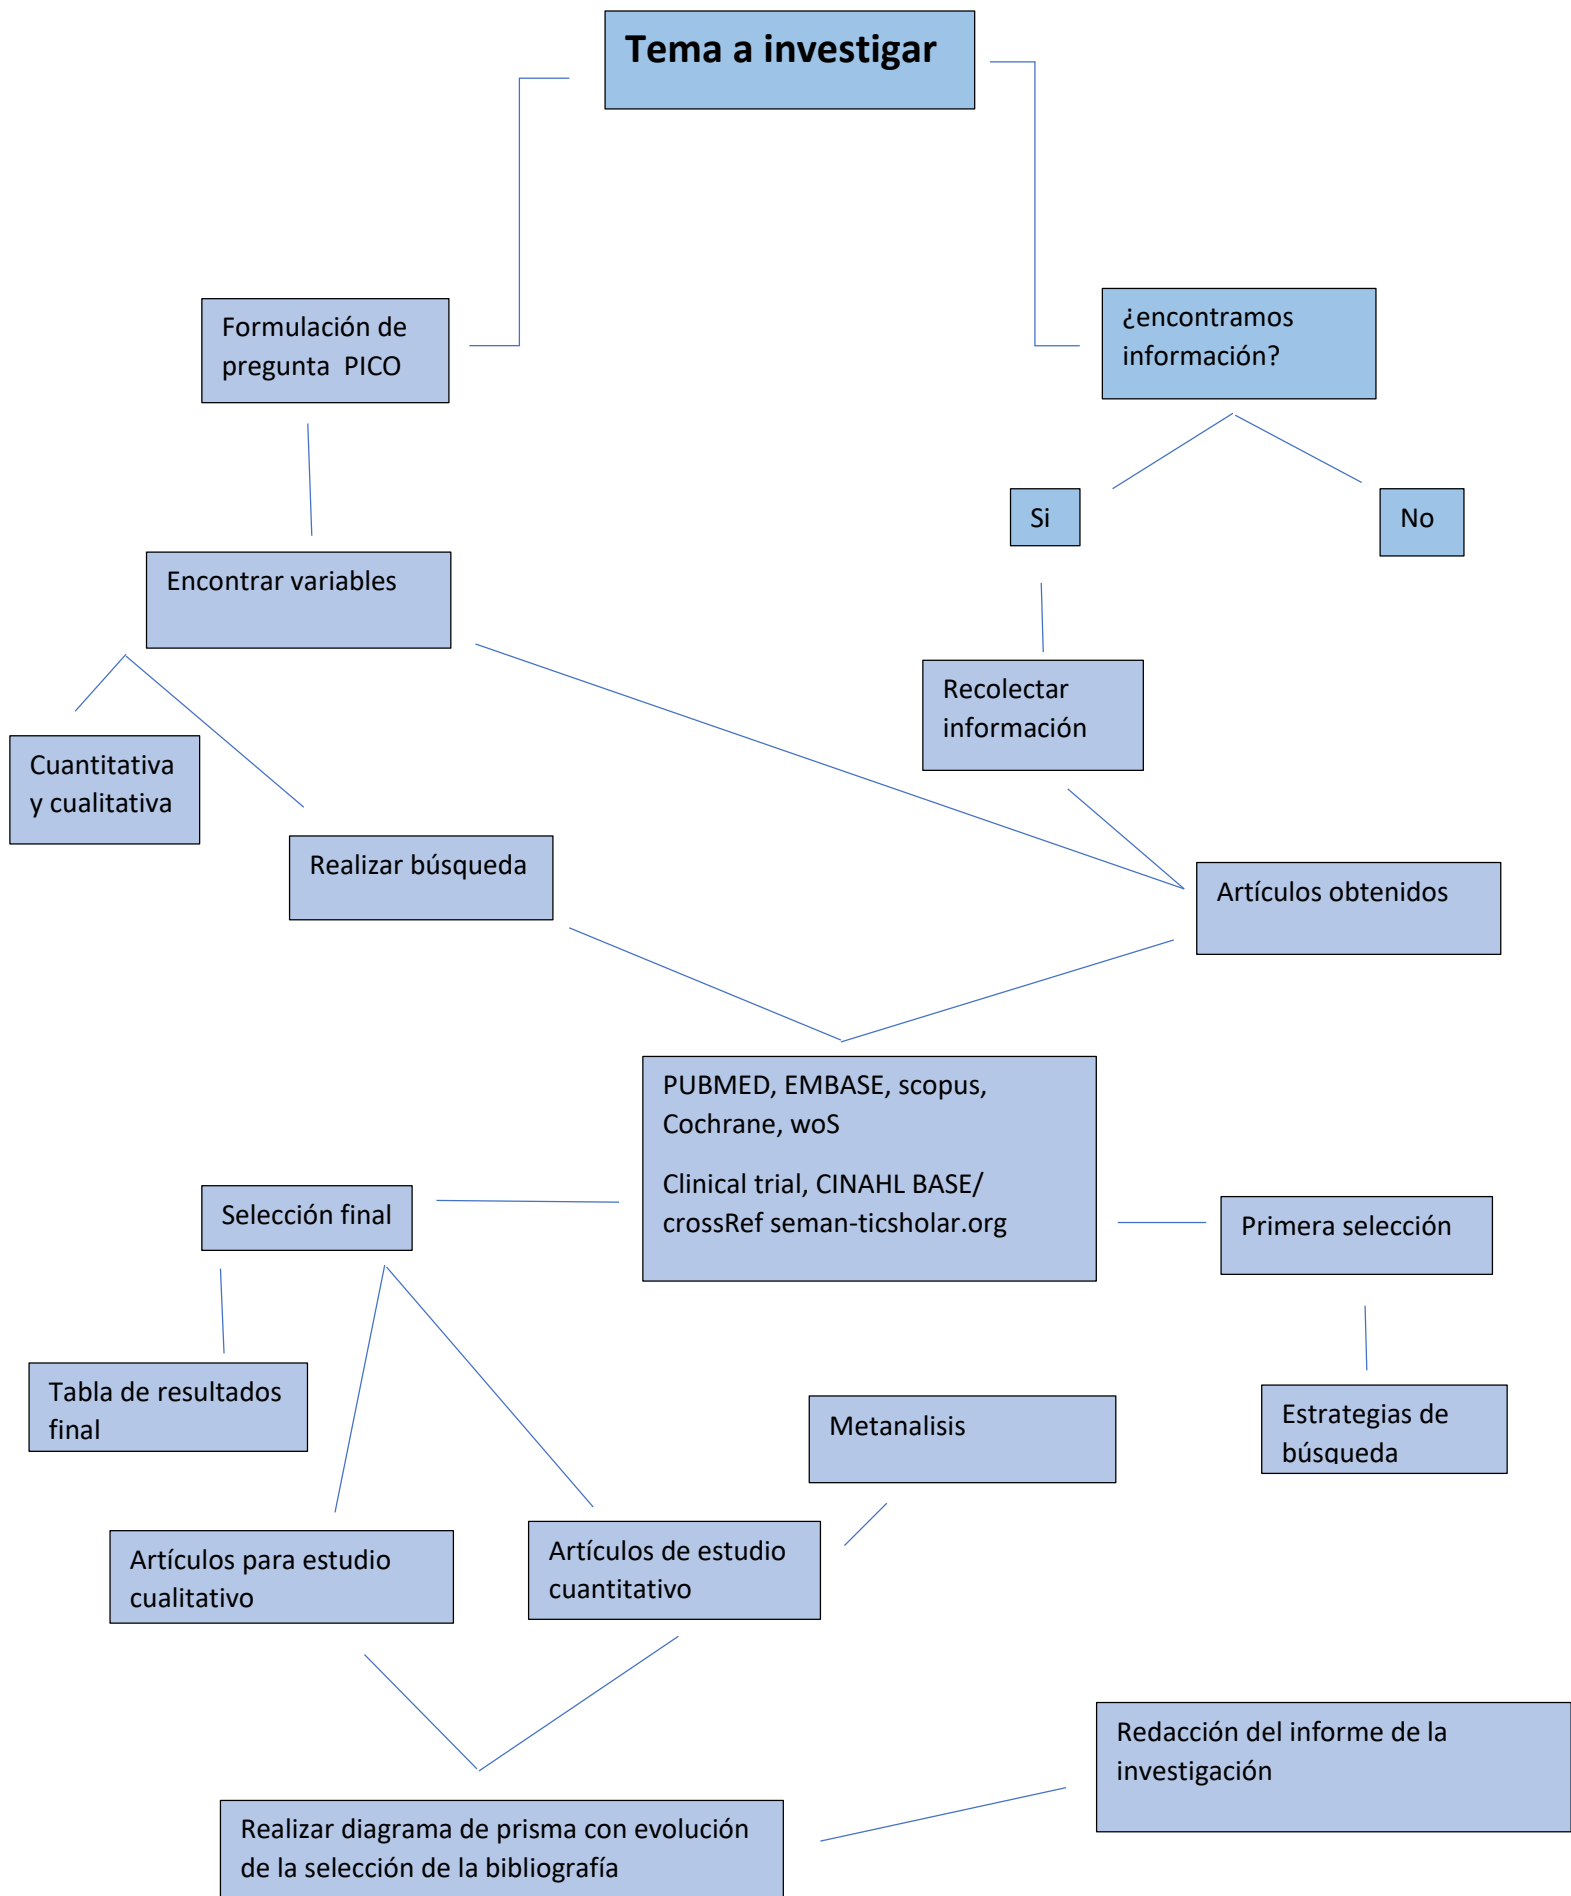 Tema a investigar
Formulación de
pregunta  PICO
¿encontramos
información?
Si
No
Encontrar variables
Recolectar
información
Cuantitativa
y cualitativa
Realizar búsqueda
Artículos obtenidos
PUBMED, EMBASE, scopus,
Cochrane, woS
Clinical trial, CINAHL BASE/
crossRef seman-ticsholar.org
Selección final
Primera selección
Tabla de resultados
final
Metanalisis
Estrategias de
búsqueda
Artículos para estudio
cualitativo
Artículos de estudio
cuantitativo
Redacción del informe de la
investigación
Realizar diagrama de prisma con evolución
de la selección de la bibliografía